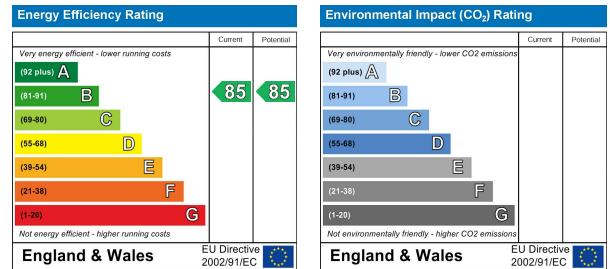 Energy Efficiency Rating
Current Potential
Very energy efficient - lower running costs
(92 plus) A
(81-91) B
85 85
(69-80) C
(55-68) D
(39-54) E
(21-38) F
(1-20) G
Not energy efficient - higher running costs
England & Wales
EU Directive
2002/91/EC
Environmental Impact (CO₂) Rating
Current Potential
Very environmentally friendly - lower CO2 emissions
(92 plus) A
(81-91) B
(69-80) C
(55-68) D
(39-54) E
(21-38) F
(1-20) G
Not environmentally friendly - higher CO2 emissions
England & Wales
EU Directive
2002/91/EC